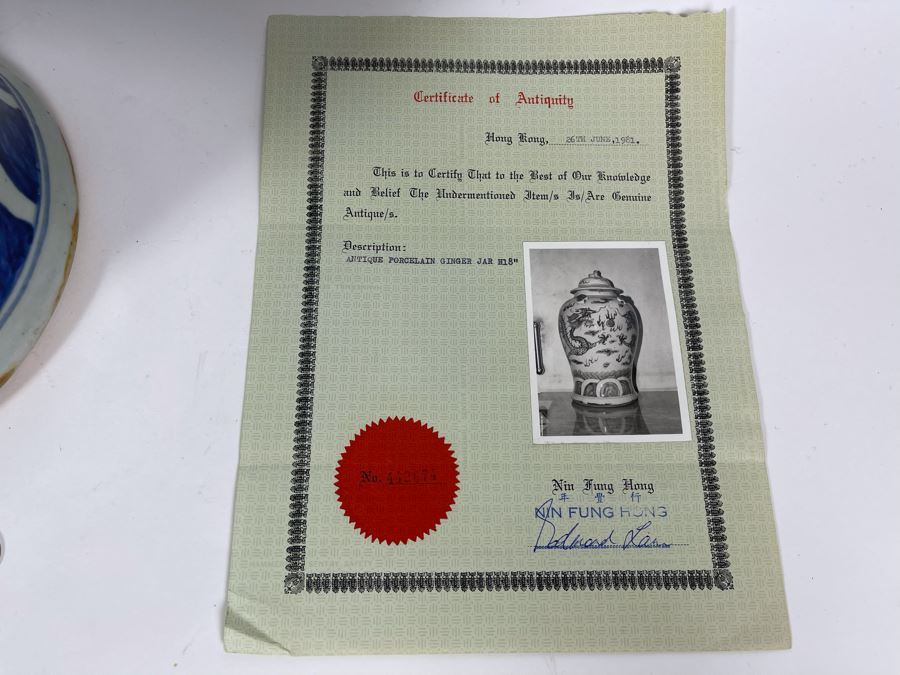 Certificate of Antiquity
Hong Kong, 26TH JUNE,1981.
This is to Certify That to the Best of Our Knowledge
and Belief The Undermentioned Item/s Is/Are Genuine
Antique/s.
Description:
ANTIQUE PORCELAIN GINGER JAR H18"
No.
Nin Fung Hong
年 豐 行
NIN FUNG HONG